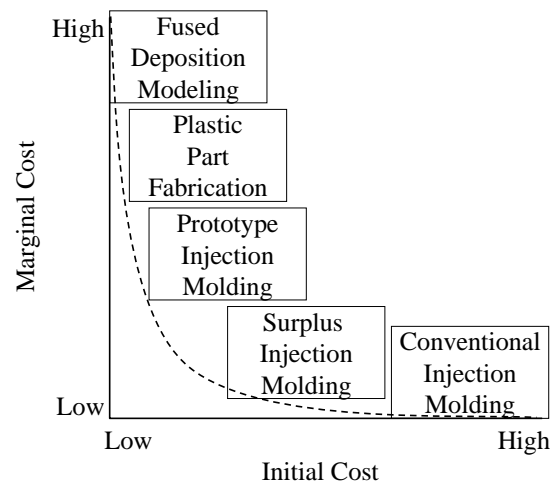 High
Fused
Deposition
Modeling
Plastic
Part
Fabrication
Prototype
Injection
Molding
Surplus
Injection
Molding
Conventional
Injection
Molding
Marginal Cost
Low
Low
High
Initial Cost